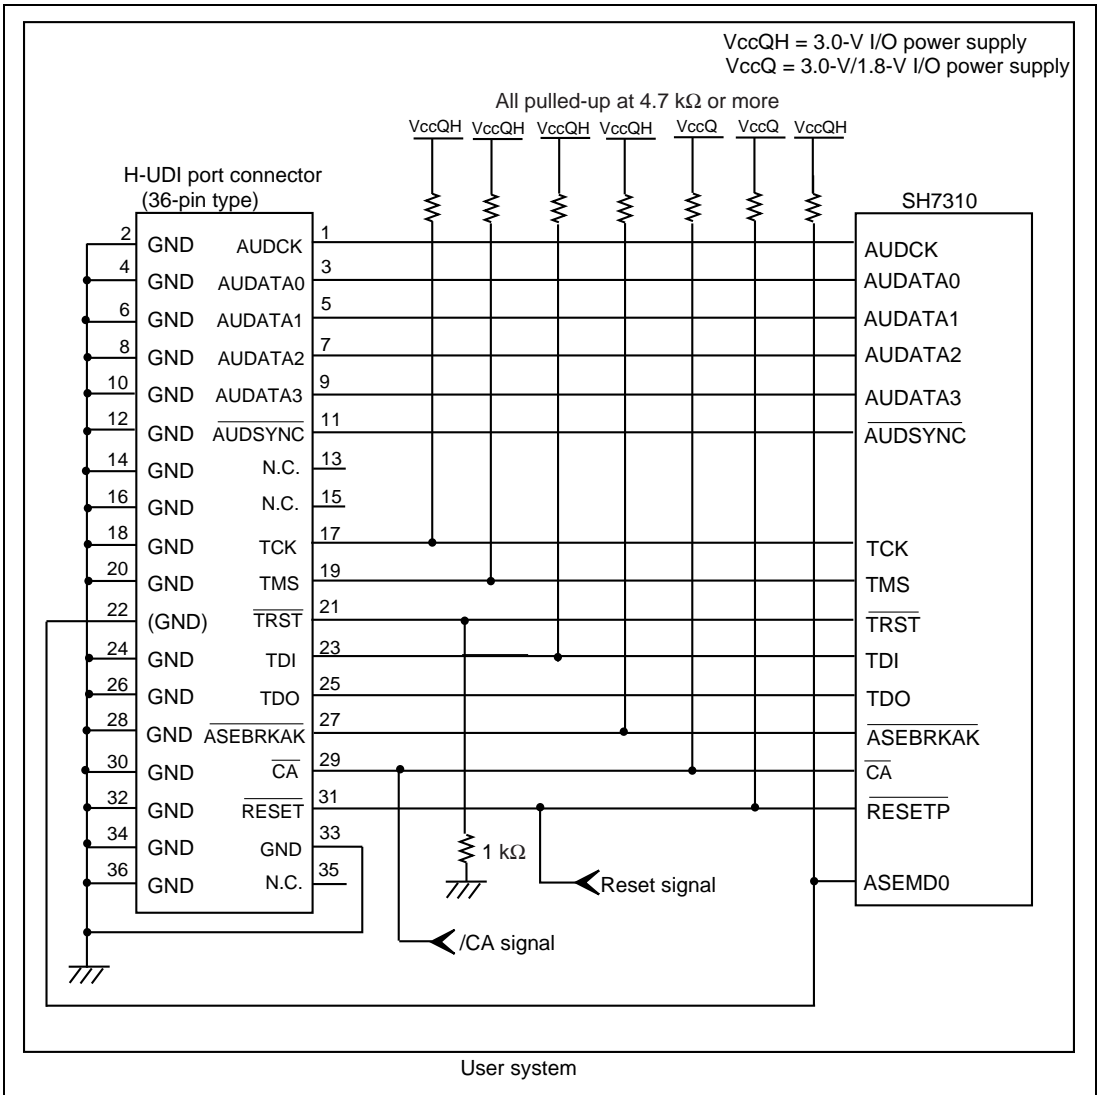 VccQH = 3.0-V I/O power supply
VccQ = 3.0-V/1.8-V I/O power supply
All pulled-up at 4.7 kΩ or more
VccQH VccQH VccQH VccQH VccQ VccQ VccQH
H-UDI port connector
(36-pin type)
SH7310
2 GND AUDCK 1 AUDCK
4 GND AUDATA0 3 AUDATA0
6 GND AUDATA1 5 AUDATA1
8 GND AUDATA2 7 AUDATA2
10 GND AUDATA3 9 AUDATA3
12 GND AUDSYNC 11 AUDSYNC
14 GND N.C. 13
16 GND N.C. 15
18 GND TCK 17 TCK
20 GND TMS 19 TMS
22 (GND) TRST 21 TRST
24 GND TDI 23 TDI
26 GND TDO 25 TDO
28 GND ASEBRKAK 27 ASEBRKAK
30 GND CA 29 CA
32 GND RESET 31 RESETP
34 GND GND 33
1 kΩ
36 GND N.C. 35
Reset signal
ASEMD0
/CA signal
User system